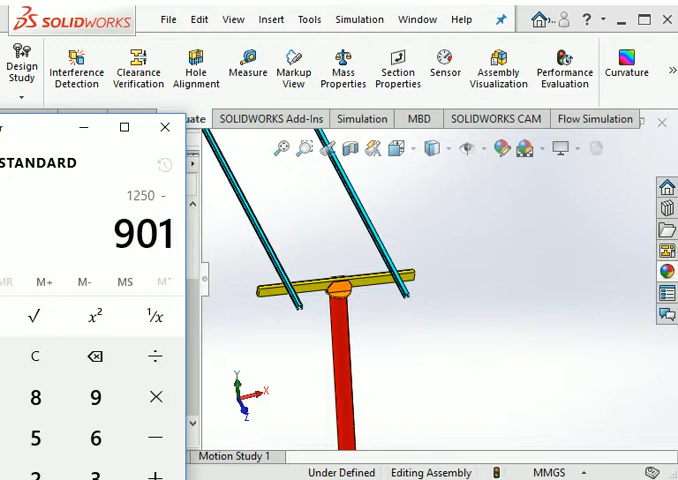 SOLIDWORKS File Edit View Insert Tools Simulation Window Help
Design Study
Interference Detection
Clearance Verification
Hole Alignment
Measure
Markup View
Mass Properties
Section Properties
Sensor
Assembly Visualization
Performance Evaluation
Curvature
uate SOLIDWORKS Add-Ins Simulation MBD SOLIDWORKS CAM Flow Simulation
r
STANDARD
1250 -
901
MR M+ M- MS M˅
√ x² ¹/x
C ÷
8 9 ×
5 6 −
2 3 +
Y
X
Z
Motion Study 1
Under Defined Editing Assembly MMGS